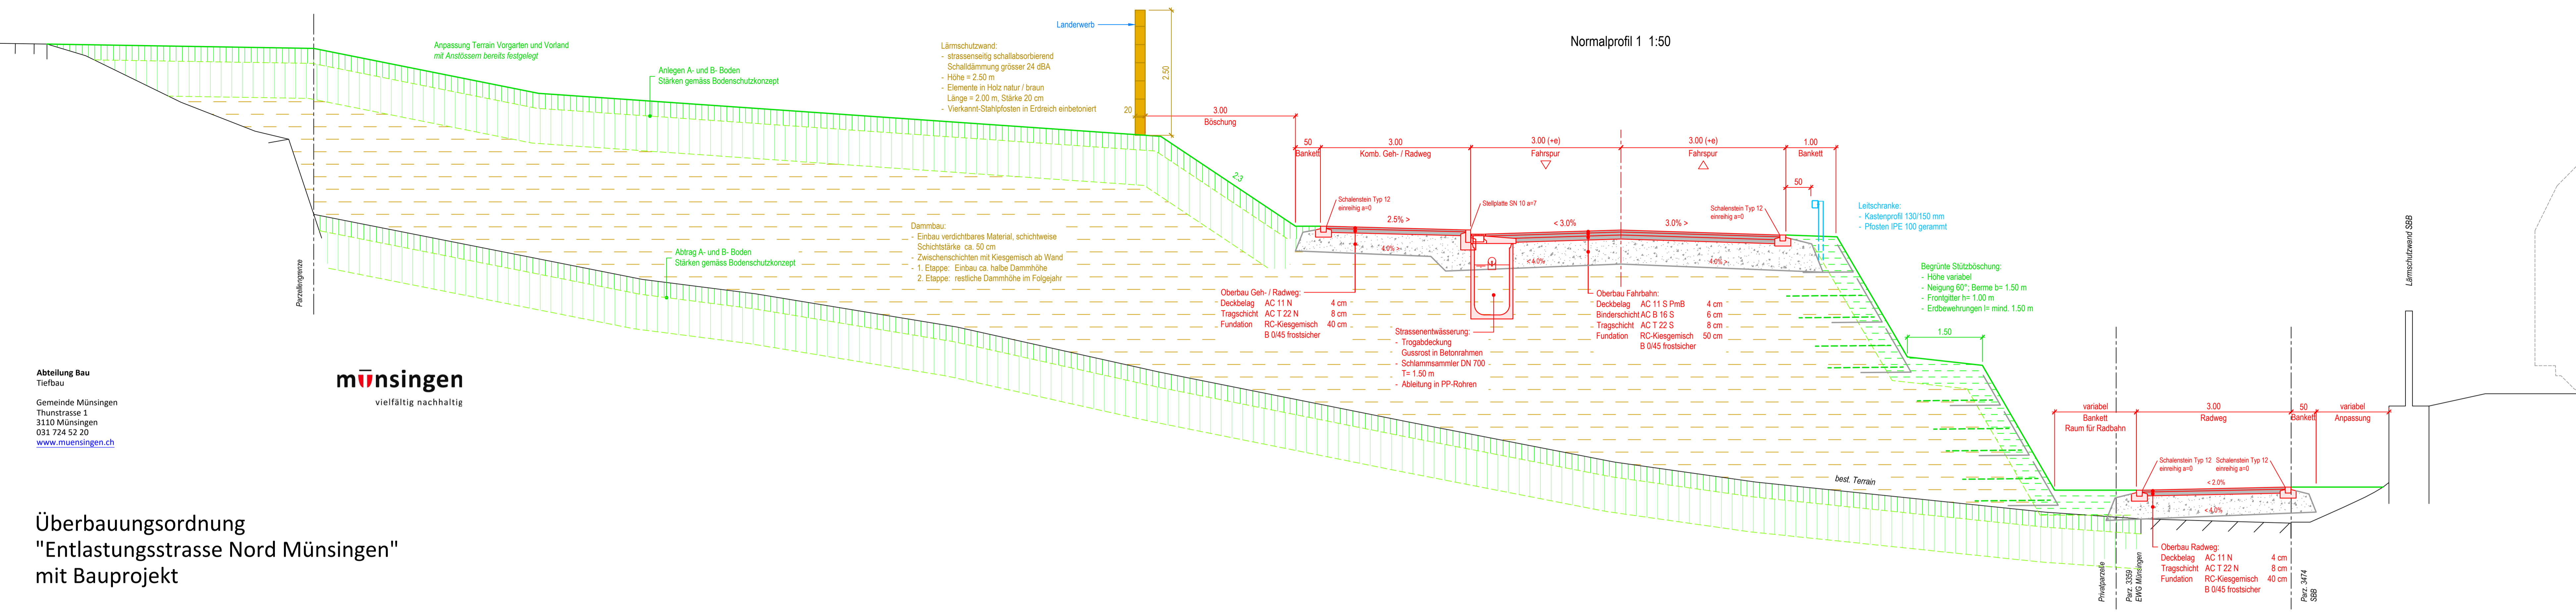 Normalprofil 1 1:50
Landerwerb
Anpassung Terrain Vorgarten und Vorland
mit Anstössern bereits festgelegt
Anlegen A- und B- Boden
Stärken gemäss Bodenschutzkonzept
Lärmschutzwand:
- strassenseitig schallabsorbierend
Schalldämmung grösser 24 dBA
- Höhe = 2.50 m
- Elemente in Holz natur / braun
Länge = 2.00 m, Stärke 20 cm
- Vierkannt-Stahlpfosten in Erdreich einbetoniert
2.50
20
3.00
Böschung
2:3
50
Bankett
3.00
Komb. Geh- / Radweg
3.00 (+e)
Fahrspur
3.00 (+e)
Fahrspur
1.00
Bankett
50
Schalenstein Typ 12
einreihig a=0
Stellplatte SN 10 a=7
Schalenstein Typ 12
einreihig a=0
2.5% >
< 3.0%
3.0% >
4.0% >
< 4.0%
4.0% >
Leitschranke:
- Kastenprofil 130/150 mm
- Pfosten IPE 100 gerammt
Begrünte Stützböschung:
- Höhe variabel
- Neigung 60°; Berme b= 1.50 m
- Frontgitter h= 1.00 m
- Erdbewehrungen l= mind. 1.50 m
1.50
Dammbau:
- Einbau verdichtbares Material, schichtweise
Schichtstärke ca. 50 cm
- Zwischenschichten mit Kiesgemisch ab Wand
- 1. Etappe: Einbau ca. halbe Dammhöhe
- 2. Etappe: restliche Dammhöhe im Folgejahr
Abtrag A- und B- Boden
Stärken gemäss Bodenschutzkonzept
Parzellengrenze
Oberbau Geh- / Radweg:
Deckbelag AC 11 N 4 cm
Tragschicht AC T 22 N 8 cm
Fundation RC-Kiesgemisch 40 cm
B 0/45 frostsicher
Strassenentwässerung:
- Trogabdeckung
Gussrost in Betonrahmen
- Schlammsammler DN 700
T= 1.50 m
- Ableitung in PP-Rohren
Oberbau Fahrbahn:
Deckbelag AC 11 S PmB 4 cm
Binderschicht AC B 16 S 6 cm
Tragschicht AC T 22 S 8 cm
Fundation RC-Kiesgemisch 50 cm
B 0/45 frostsicher
best. Terrain
Lärmschutzwand SBB
variabel
Bankett
Raum für Radbahn
3.00
Radweg
50
Bankett
variabel
Anpassung
Schalenstein Typ 12
einreihig a=0
Schalenstein Typ 12
einreihig a=0
< 2.0%
< 4.0%
Oberbau Radweg:
Deckbelag AC 11 N 4 cm
Tragschicht AC T 22 N 8 cm
Fundation RC-Kiesgemisch 40 cm
B 0/45 frostsicher
Privatparzelle
Parz. 3359
EWG Münsingen
Parz. 3474
SBB
Abteilung Bau
Tiefbau
Gemeinde Münsingen
Thunstrasse 1
3110 Münsingen
031 724 52 20
www.muensingen.ch
münsingen
vielfältig nachhaltig
Überbauungsordnung
"Entlastungsstrasse Nord Münsingen"
mit Bauprojekt